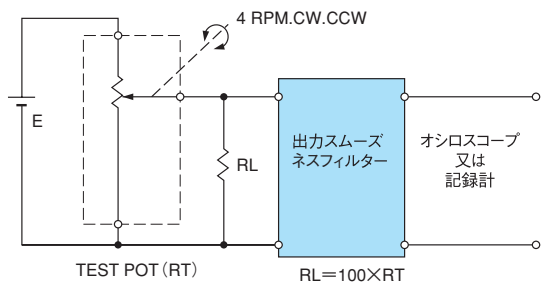 4 RPM.CW.CCW
E
RL
出力スムーズ
ネスフィルター
オシロスコープ
又は
記録計
TEST POT（RT）
RL＝100×RT